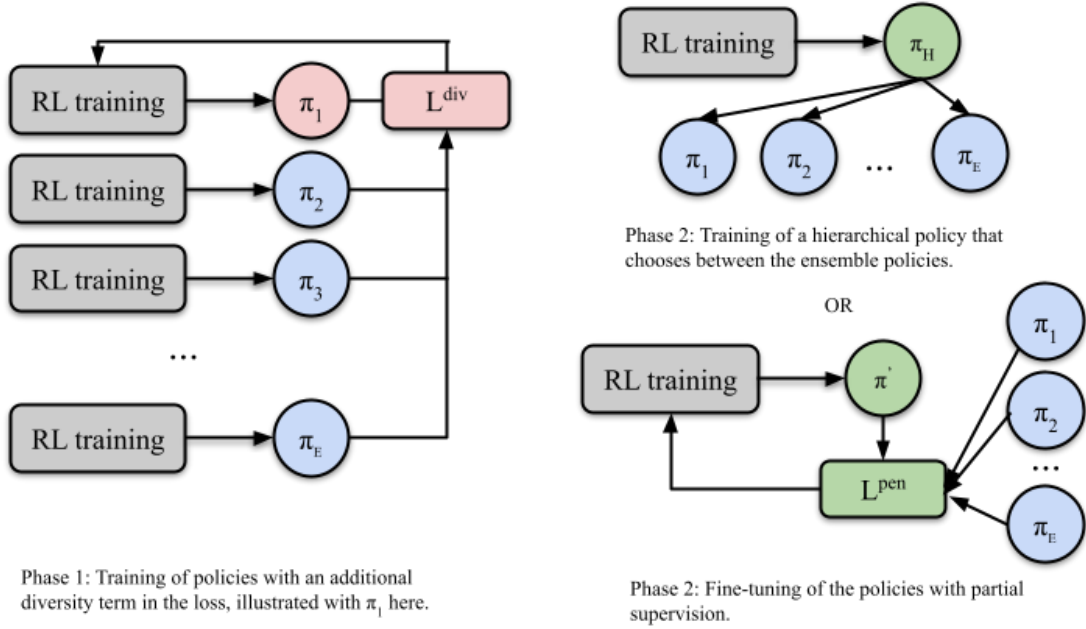 RL training
π1
L^div
RL training
π2
RL training
π3
...
RL training
πE
Phase 1: Training of policies with an additional
diversity term in the loss, illustrated with π1 here.
RL training
πH
π1
π2
...
πE
Phase 2: Training of a hierarchical policy that
chooses between the ensemble policies.
OR
RL training
π'
L^pen
π1
π2
...
πE
Phase 2: Fine-tuning of the policies with partial
supervision.